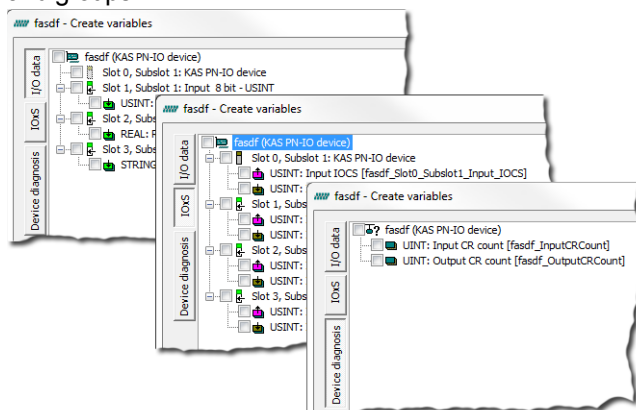 fasdf - Create variables
I/O data
IOxS
Device diagnosis
fasdf (KAS PN-IO device)
Slot 0, Subslot 1: KAS PN-IO device
Slot 1, Subslot 1: Input 8 bit - USINT
USINT:
Slot 2, Subs
REAL:
Slot 3, Subs
STRING
fasdf - Create variables
I/O data
IOxS
Device diagnosis
fasdf (KAS PN-IO device)
Slot 0, Subslot 1: KAS PN-IO device
USINT: Input IOCS [fasdf_Slot0_Subslot1_Input_IOCS]
USINT:
Slot 1, Subs
USINT:
USINT:
Slot 2, Subs
USINT:
USINT:
Slot 3, Subs
USINT:
USINT:
fasdf - Create variables
I/O data
IOxS
Device diagnosis
fasdf (KAS PN-IO device)
UINT: Input CR count [fasdf_InputCRCount]
UINT: Output CR count [fasdf_OutputCRCount]